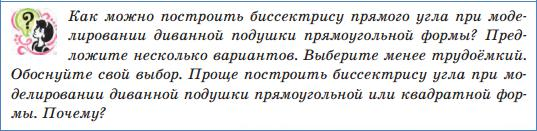 Как можно построить биссектрису прямого угла при моде-
лировании диванной подушки прямоугольной формы? Пред-
ложите несколько вариантов. Выберите менее трудоёмкий.
Обоснуйте свой выбор. Проще построить биссектрису угла при мо-
делировании диванной подушки прямоугольной или квадратной фор-
мы. Почему?